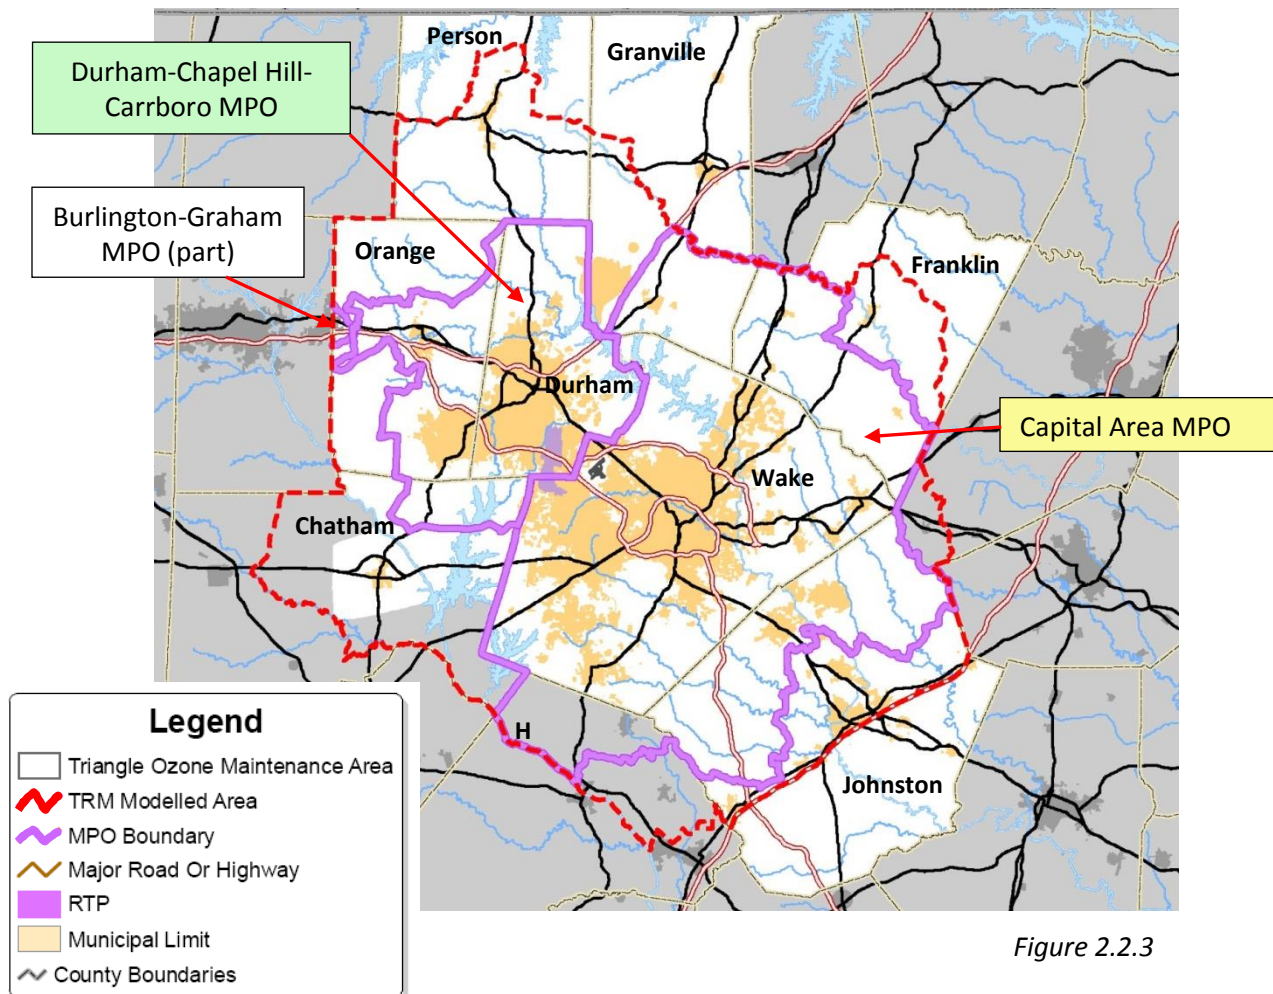 Person
Granville
Durham-Chapel Hill-
Carrboro MPO
Burlington-Graham
MPO (part)
Orange
Franklin
Durham
Capital Area MPO
Wake
Chatham
H
Johnston
Legend
Triangle Ozone Maintenance Area
TRM Modelled Area
MPO Boundary
Major Road Or Highway
RTP
Municipal Limit
County Boundaries
Figure 2.2.3